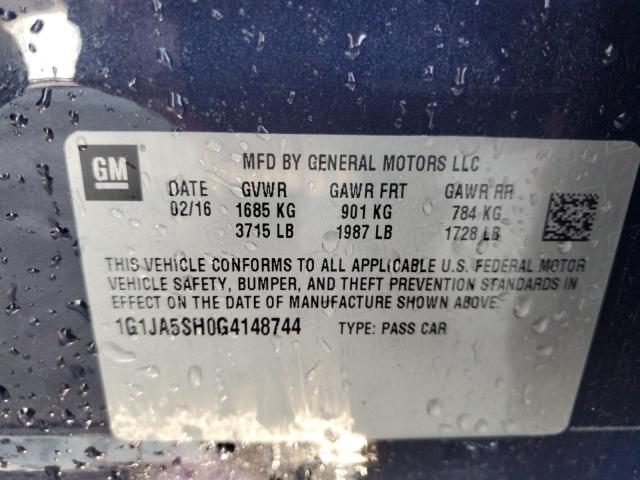 GM
MFD BY GENERAL MOTORS LLC
DATE GVWR GAWR FRT GAWR RR
02/16 1685 KG 901 KG 784 KG
3715 LB 1987 LB 1728 LB
THIS VEHICLE CONFORMS TO ALL APPLICABLE U.S. FEDERAL MOTOR
VEHICLE SAFETY, BUMPER, AND THEFT PREVENTION STANDARDS IN
EFFECT ON THE DATE OF MANUFACTURE SHOWN ABOVE.
1G1JA5SH0G4148744 TYPE: PASS CAR